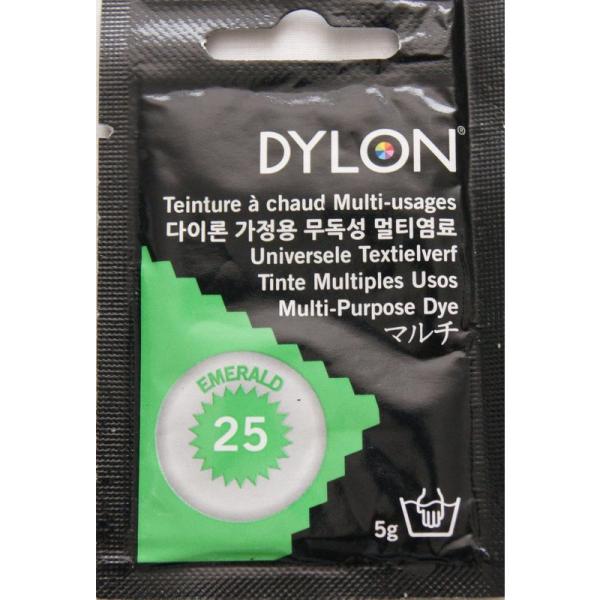 DYLON®
Teinture à chaud Multi-usages
다이론 가정용 무독성 멀티염료
Universele Textielverf
Tinte Multiples Usos
Multi-Purpose Dye
マルチ
EMERALD
25
5g